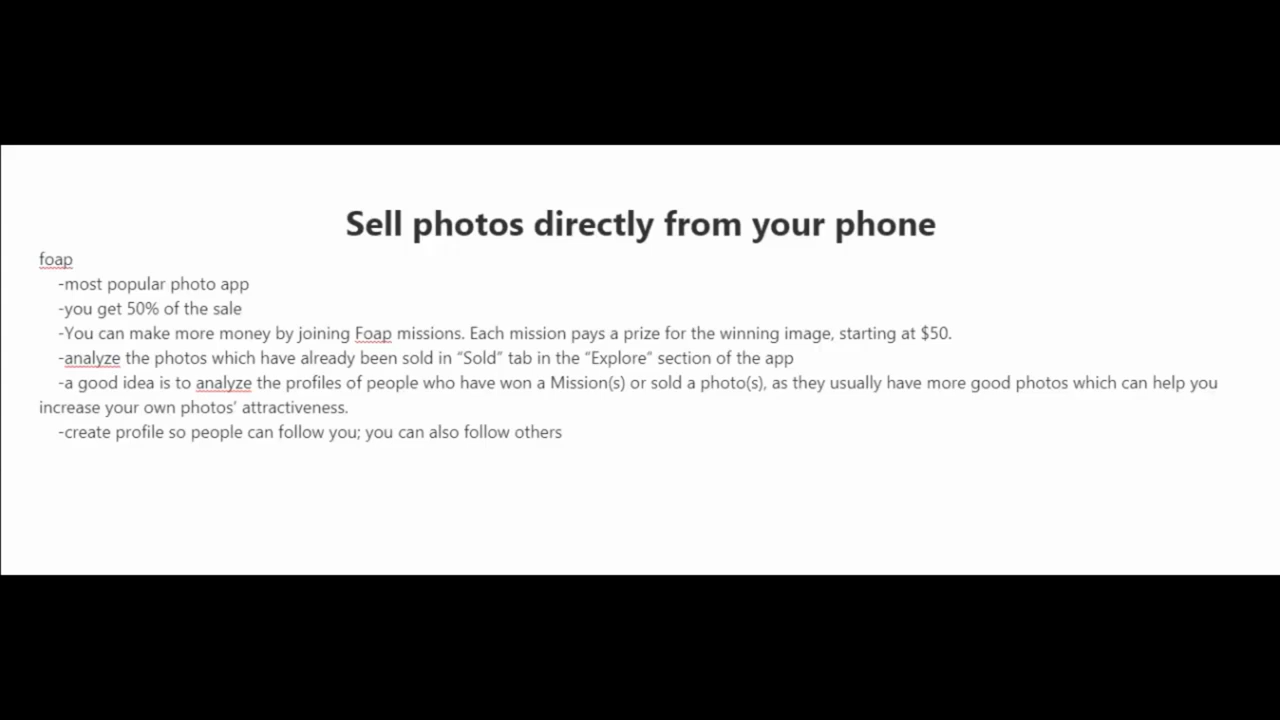 Sell photos directly from your phone
foap
-most popular photo app
-you get 50% of the sale
-You can make more money by joining Foap missions. Each mission pays a prize for the winning image, starting at $50.
-analyze the photos which have already been sold in “Sold” tab in the “Explore” section of the app
-a good idea is to analyze the profiles of people who have won a Mission(s) or sold a photo(s), as they usually have more good photos which can help you
increase your own photos’ attractiveness.
-create profile so people can follow you; you can also follow others